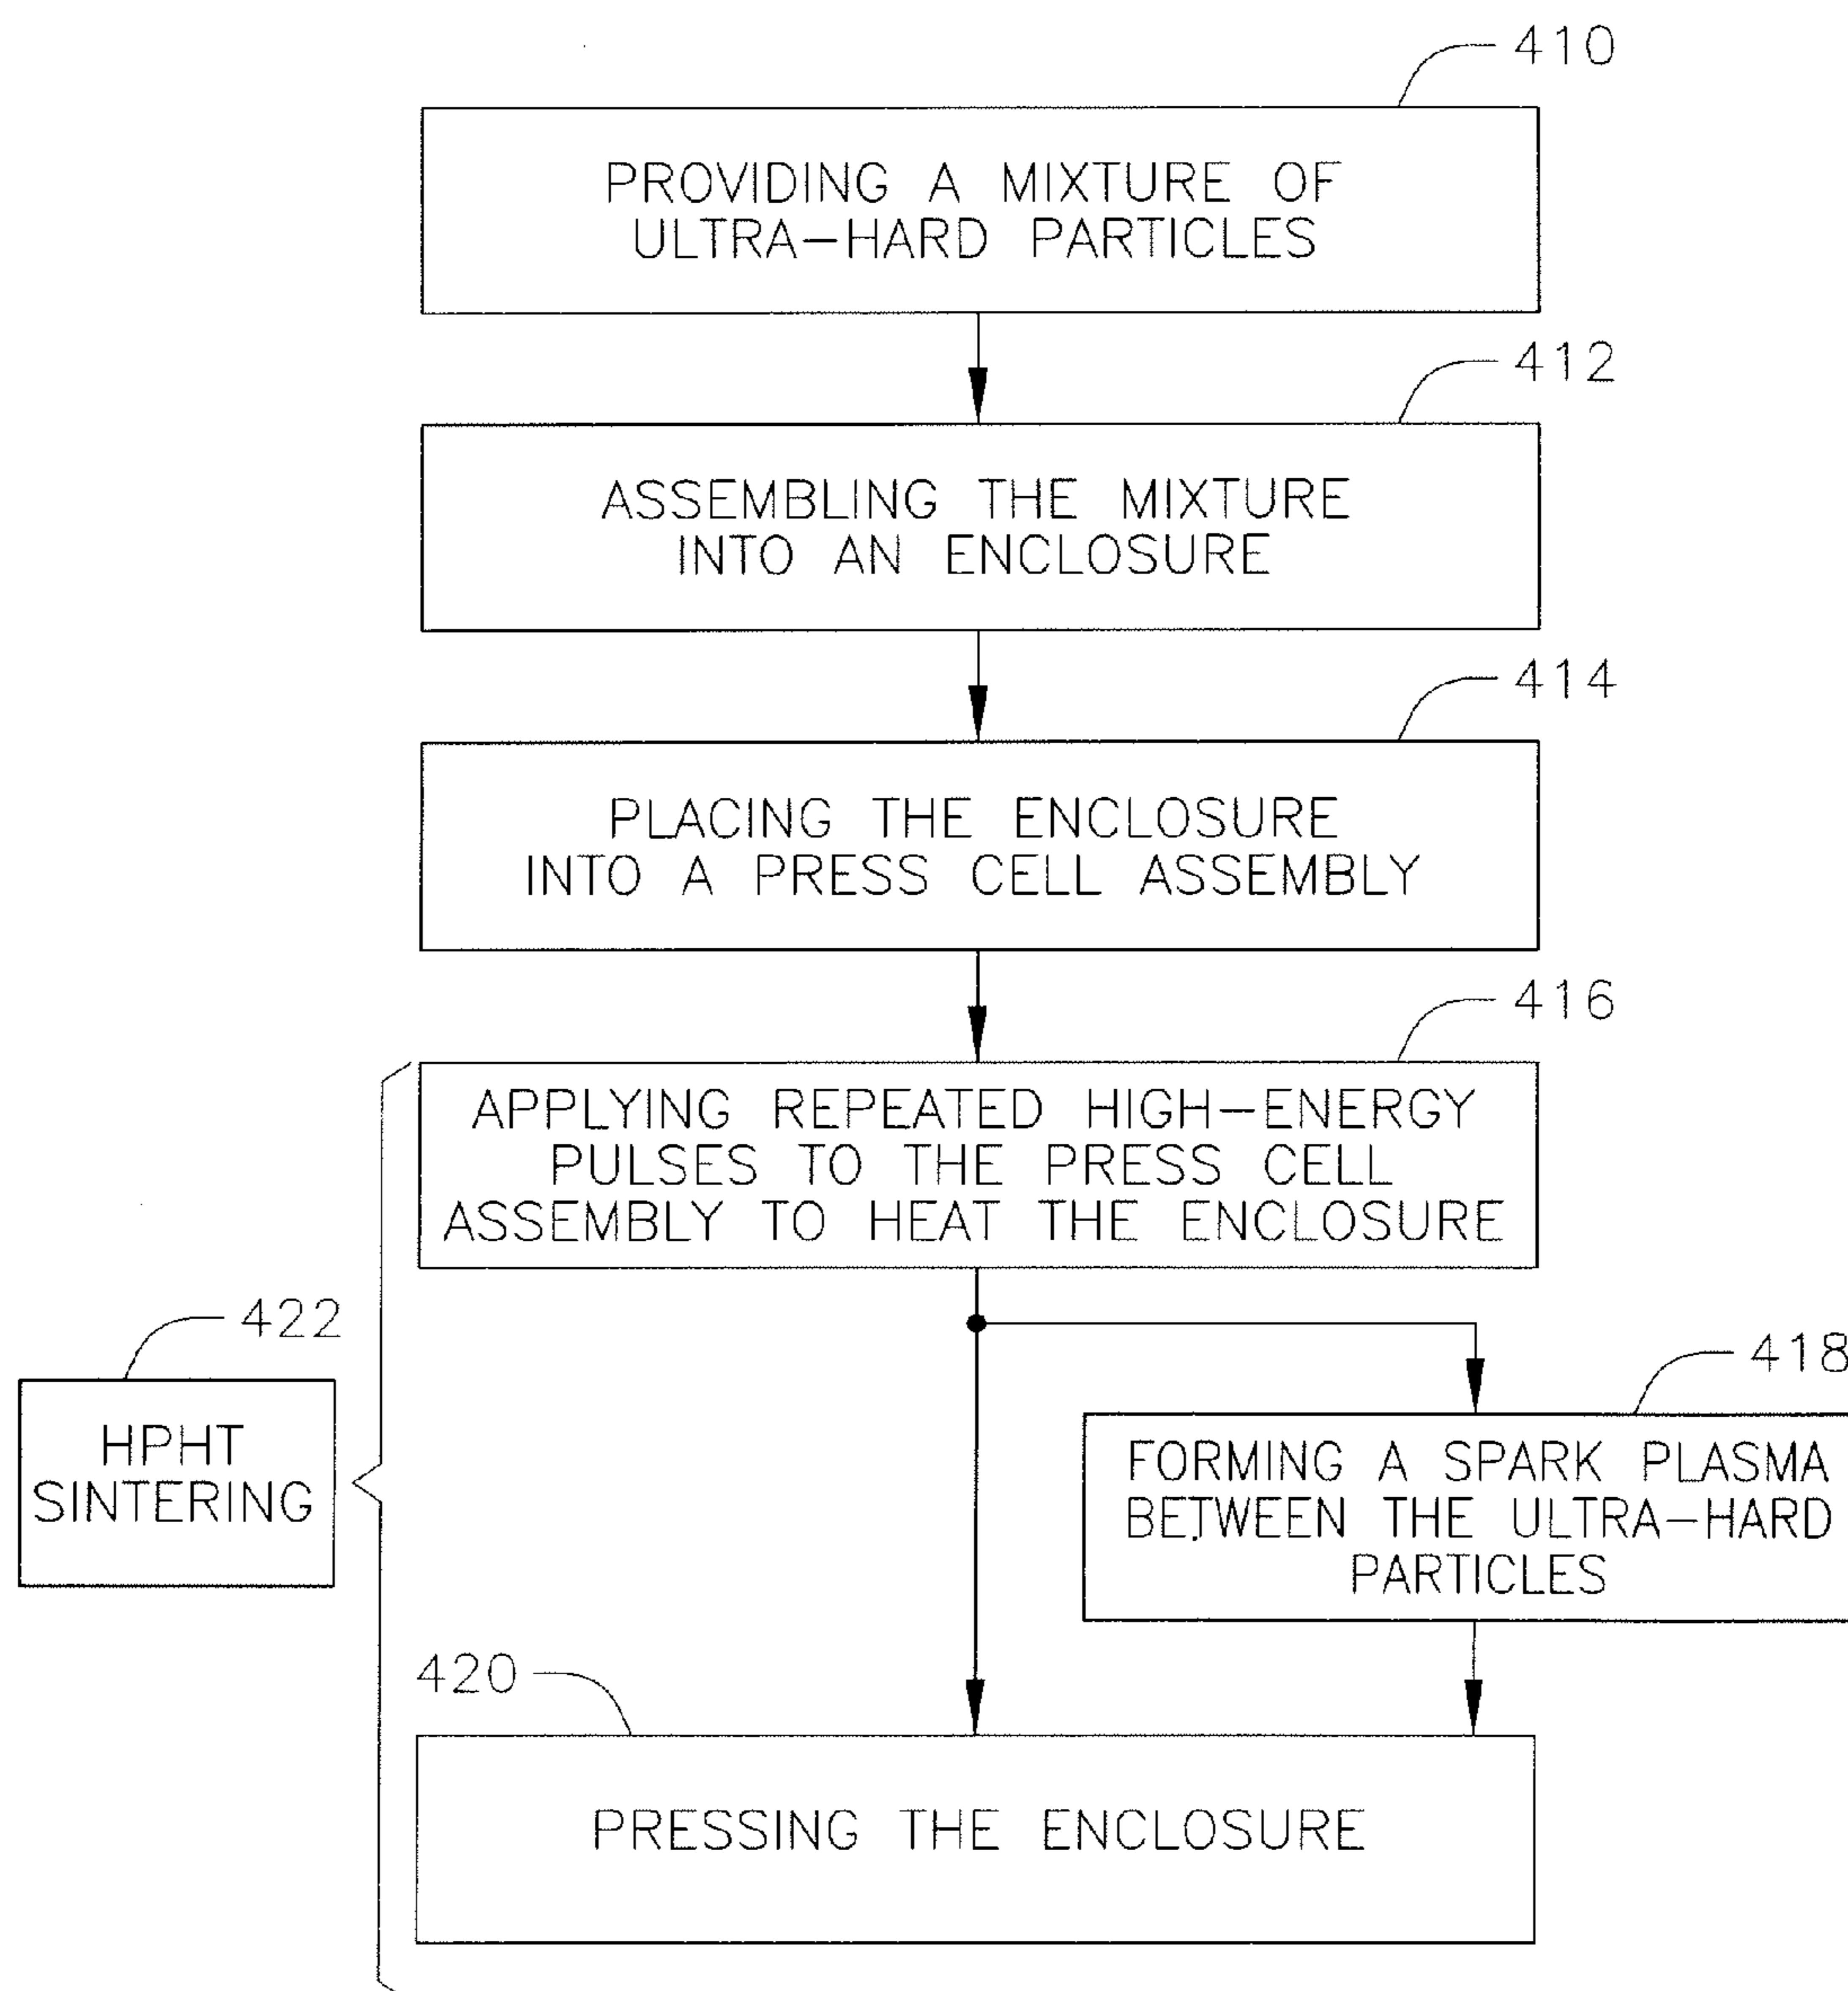 410
PROVIDING A MIXTURE OF
ULTRA-HARD PARTICLES
412
ASSEMBLING THE MIXTURE
INTO AN ENCLOSURE
414
PLACING THE ENCLOSURE
INTO A PRESS CELL ASSEMBLY
416
APPLYING REPEATED HIGH-ENERGY
PULSES TO THE PRESS CELL
ASSEMBLY TO HEAT THE ENCLOSURE
422
HPHT
SINTERING
418
FORMING A SPARK PLASMA
BETWEEN THE ULTRA-HARD
PARTICLES
420
PRESSING THE ENCLOSURE